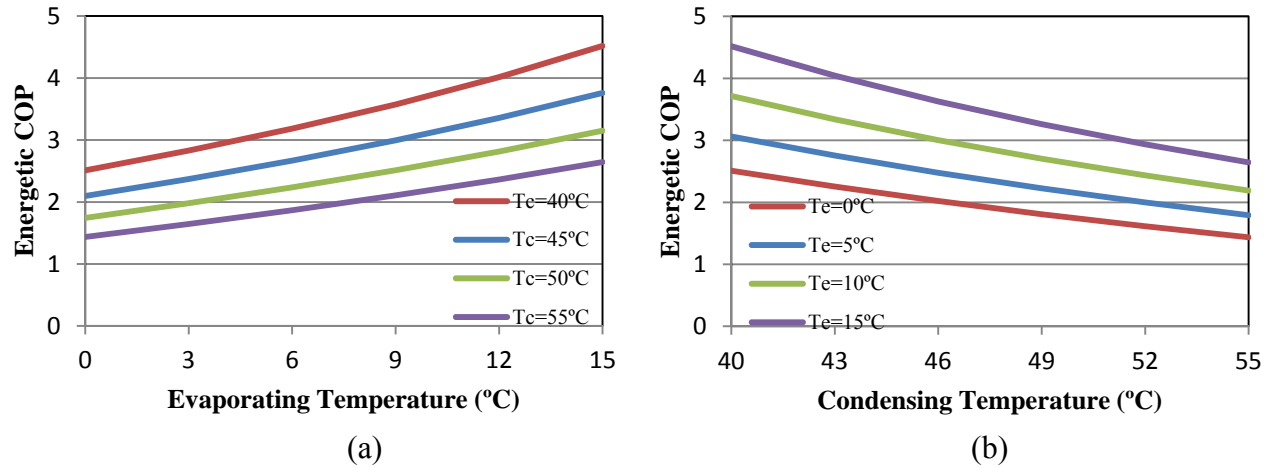 5
4
3
2
1
0
Energetic COP
Tc=40ºC
Tc=45ºC
Tc=50ºC
Tc=55ºC
0 3 6 9 12 15
Evaporating Temperature (ºC)
(a)
5
4
3
2
1
0
Energetic COP
Te=0ºC
Te=5ºC
Te=10ºC
Te=15ºC
40 43 46 49 52 55
Condensing Temperature (ºC)
(b)